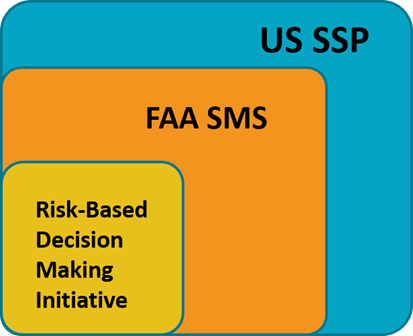 US SSP
FAA SMS
Risk-Based
Decision
Making
Initiative